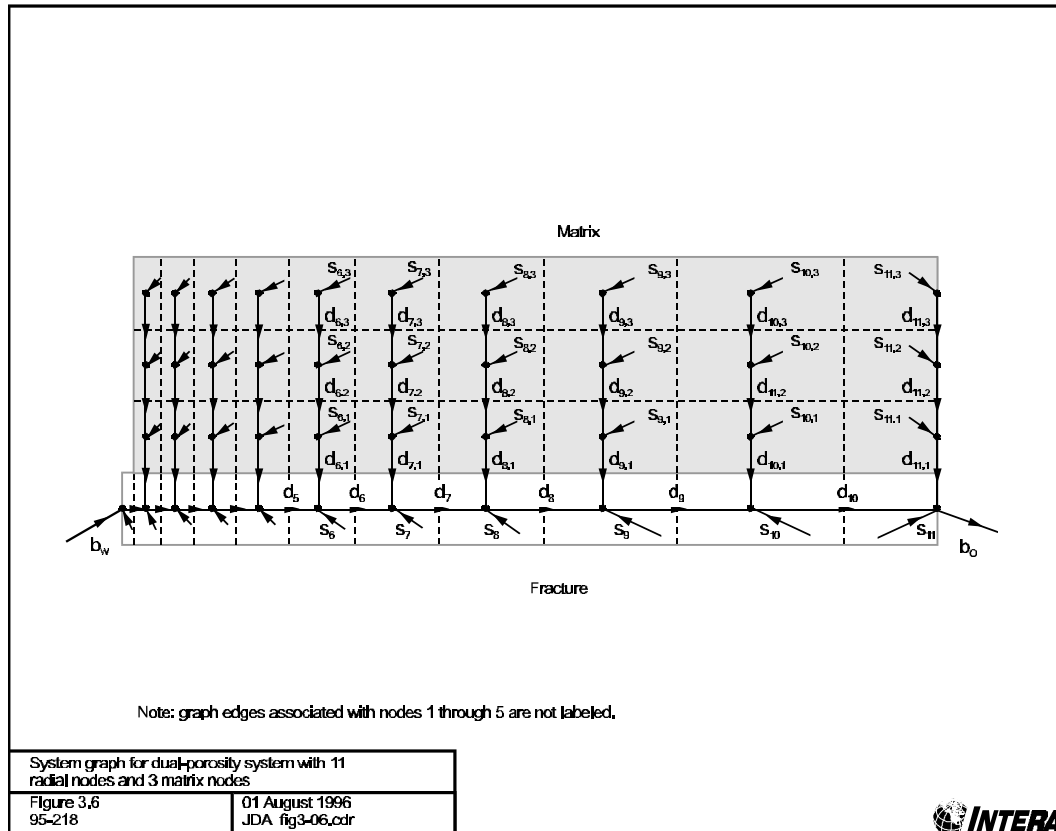 Matrix
S6,3 S7,3 S8,3 S9,3 S10,3 S11,3
d6,3 d7,3 d8,3 d9,3 d10,3 d11,3
S6,2 S7,2 S8,2 S9,2 S10,2 S11,2
d6,2 d7,2 d8,2 d9,2 d11,2 d11,2
S6,1 S7,1 S8,1 S9,1 S10,1 S11,1
d6,1 d7,1 d8,1 d9,1 d10,1 d11,1
d5 d6 d7 d8 d9 d10
S6 S7 S8 S9 S10 S11
bw bo
Fracture
Note: graph edges associated with nodes 1 through 5 are not labeled.
System graph for dual-porosity system with 11
radial nodes and 3 matrix nodes
Figure 3.6
95-218
01 August 1996
JDA fig3-06.cdr
INTERA